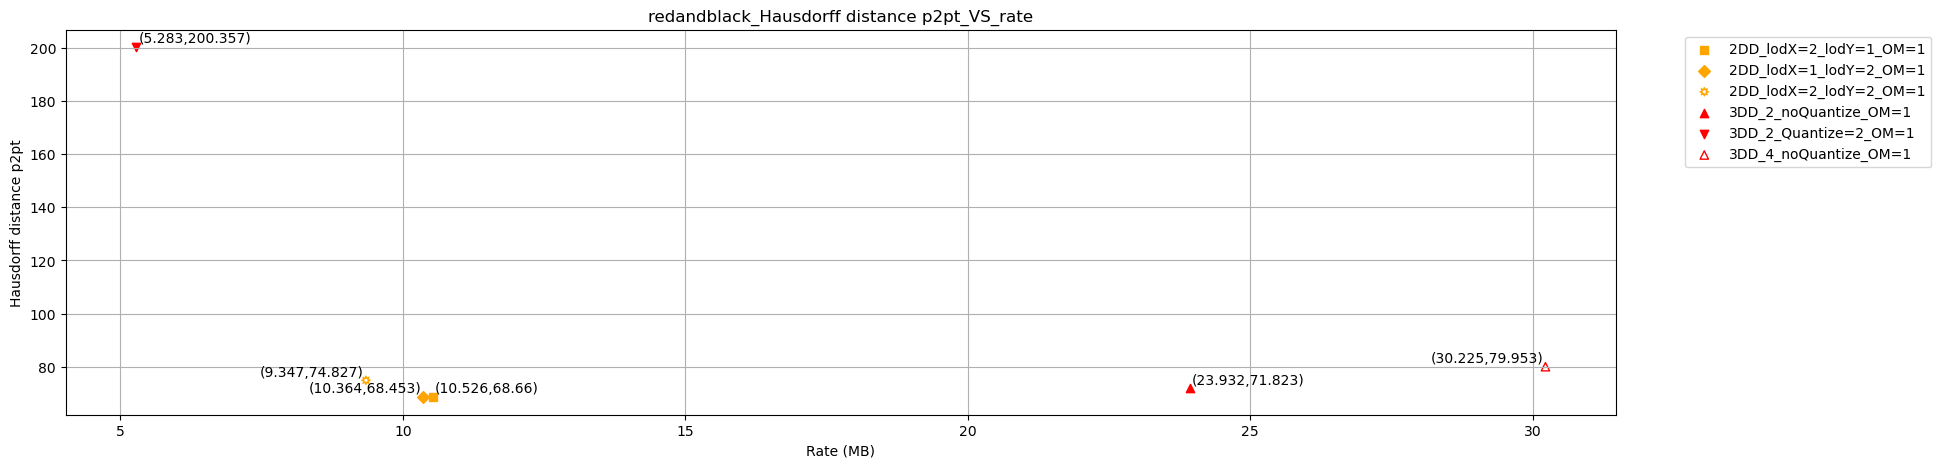 redandblack_Hausdorff distance p2pt_VS_rate
Hausdorff distance p2pt
200
180
160
140
120
100
80
(5.283,200.357)
(9.347,74.827)
(10.364,68.453)
(10.526,68.66)
(23.932,71.823)
(30.225,79.953)
5
10
15
20
25
30
Rate (MB)
2DD_lodX=2_lodY=1_OM=1
2DD_lodX=1_lodY=2_OM=1
2DD_lodX=2_lodY=2_OM=1
3DD_2_noQuantize_OM=1
3DD_2_Quantize=2_OM=1
3DD_4_noQuantize_OM=1